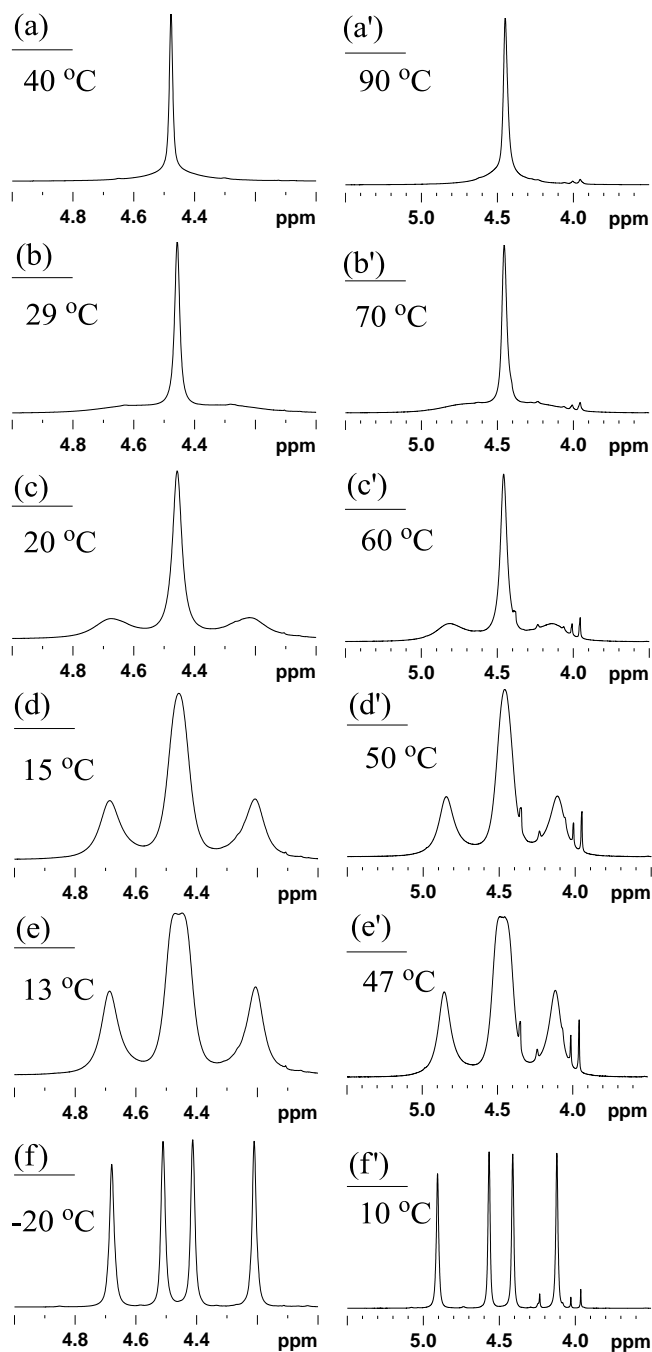 (a)
40 °C
4.8 4.6 4.4 ppm
(a')
90 °C
5.0 4.5 4.0 ppm
(b)
29 °C
4.8 4.6 4.4 ppm
(b')
70 °C
5.0 4.5 4.0 ppm
(c)
20 °C
4.8 4.6 4.4 ppm
(c')
60 °C
5.0 4.5 4.0 ppm
(d)
15 °C
4.8 4.6 4.4 ppm
(d')
50 °C
5.0 4.5 4.0 ppm
(e)
13 °C
4.8 4.6 4.4 ppm
(e')
47 °C
5.0 4.5 4.0 ppm
(f)
-20 °C
4.8 4.6 4.4 ppm
(f')
10 °C
5.0 4.5 4.0 ppm